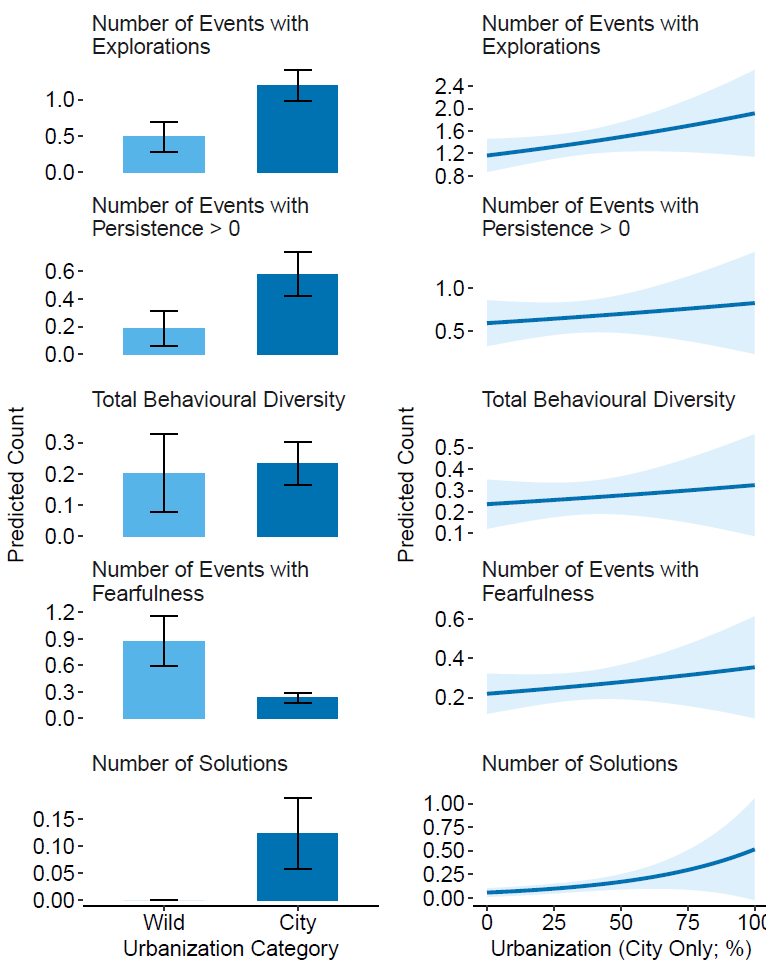 Number of Events with
Explorations
1.0
0.5
0.0
Number of Events with
Persistence > 0
0.6
0.4
0.2
0.0
Total Behavioural Diversity
0.3
0.2
0.1
0.0
Number of Events with
Fearfulness
1.2
0.9
0.6
0.3
0.0
Number of Solutions
0.15
0.10
0.05
0.00
Wild City
Urbanization Category
Predicted Count
Number of Events with
Explorations
2.4
2.0
1.6
1.2
0.8
Number of Events with
Persistence > 0
1.0
0.5
Total Behavioural Diversity
0.5
0.4
0.3
0.2
0.1
Number of Events with
Fearfulness
0.6
0.4
0.2
Number of Solutions
1.00
0.75
0.50
0.25
0.00
0 25 50 75 100
Urbanization (City Only; %)
Predicted Count